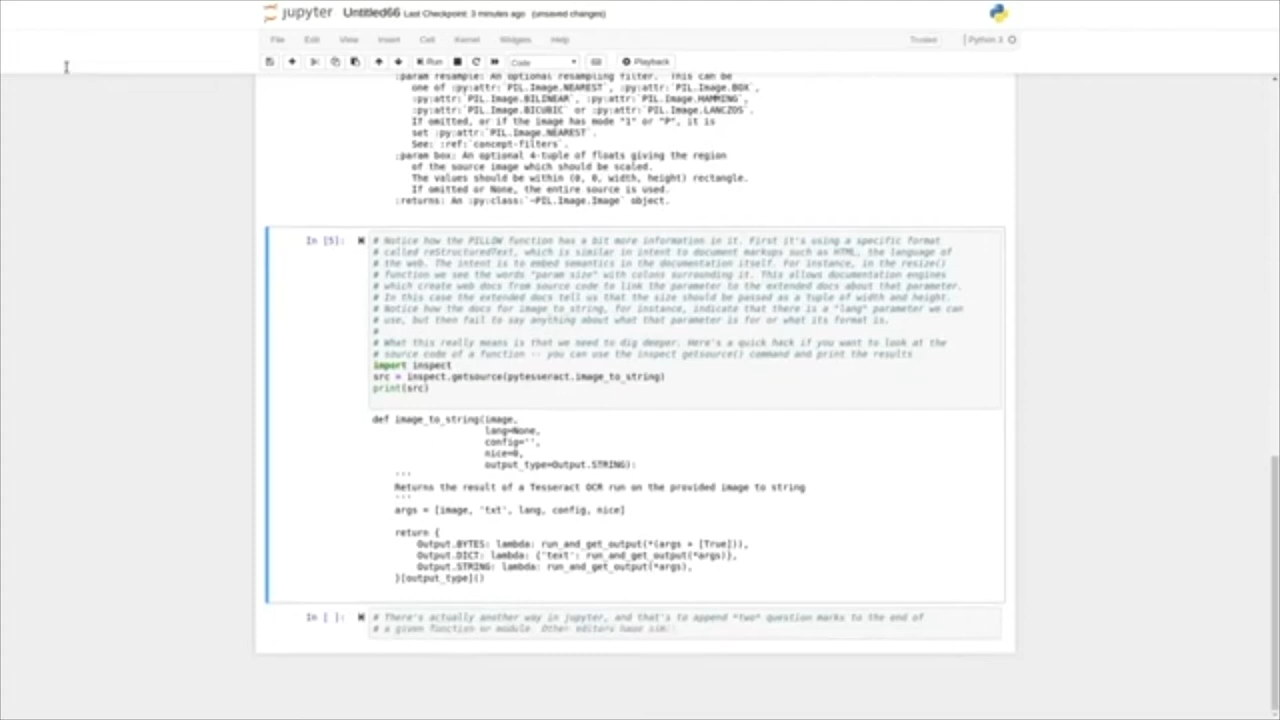 jupyter Untitled66 Last Checkpoint: 3 minutes ago (unsaved changes)
File Edit View Insert Cell Kernel Widgets Help Trusted Python 3
Run Code Playback
:param resample: An optional resampling filter. This can be
one of :py:attr:`PIL.Image.NEAREST`, :py:attr:`PIL.Image.BOX`,
:py:attr:`PIL.Image.BILINEAR`, :py:attr:`PIL.Image.HAMMING`,
:py:attr:`PIL.Image.BICUBIC` or :py:attr:`PIL.Image.LANCZOS`.
If omitted, or if the image has mode "1" or "P", it is
set :py:attr:`PIL.Image.NEAREST`.
See: :ref:`concept-filters`.
:param box: An optional 4-tuple of floats giving the region
of the source image which should be scaled.
The values should be within (0, 0, width, height) rectangle.
If omitted or None, the entire source is used.
:returns: An :py:class:`~PIL.Image.Image` object.
In [5]: # Notice how the PILLOW function has a bit more information in it. First it's using a specific format
# called reStructuredText, which is similar in intent to document markups such as HTML, the language of
# the web. The intent is to embed semantics in the documentation itself. For instance, in the resize()
# function we see the words "param size" with colons surrounding it. This allows documentation engines
# which create web docs from source code to link the parameter to the extended docs about that parameter.
# In this case the extended docs tell us that the size should be passed as a tuple of width and height.
# Notice how the docs for image_to_string, for instance, indicate that there is a "lang" parameter we can
# use, but then fail to say anything about what that parameter is for or what its format is.
#
# What this really means is that we need to dig deeper. Here's a quick hack if you want to look at the
# source code of a function -- you can use the inspect getsource() command and print the results
import inspect
src = inspect.getsource(pytesseract.image_to_string)
print(src)
def image_to_string(image,
lang=None,
config='',
nice=0,
output_type=Output.STRING):
'''
Returns the result of a Tesseract OCR run on the provided image to string
'''
args = [image, 'txt', lang, config, nice]
return {
Output.BYTES: lambda: run_and_get_output(*(args + [True])),
Output.DICT: lambda: {'text': run_and_get_output(*args)},
Output.STRING: lambda: run_and_get_output(*args),
}[output_type]()
In [ ]: # There's actually another way in jupyter, and that's to append *two* question marks to the end of
# a given function or module. Other editors have sim